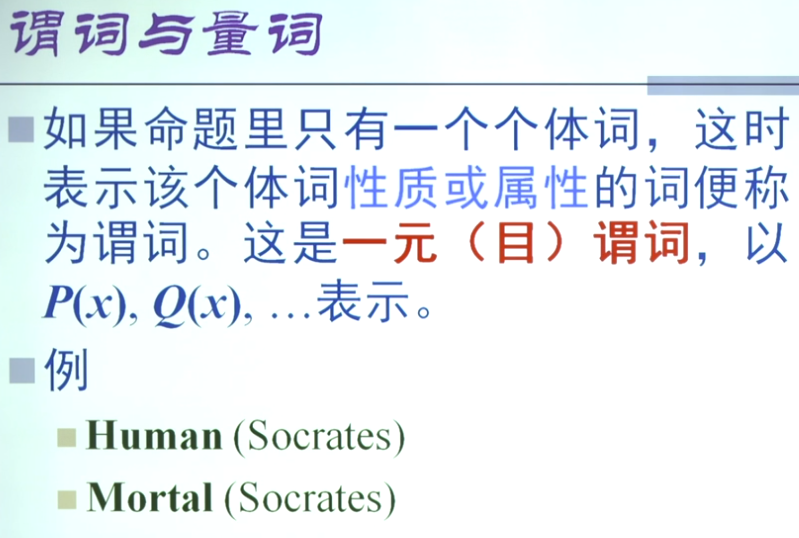 谓词与量词
如果命题里只有一个个体词，这时
表示该个体词性质或属性的词便称
为谓词。这是一元（目）谓词，以
P(x), Q(x), …表示。
例
Human (Socrates)
Mortal (Socrates)